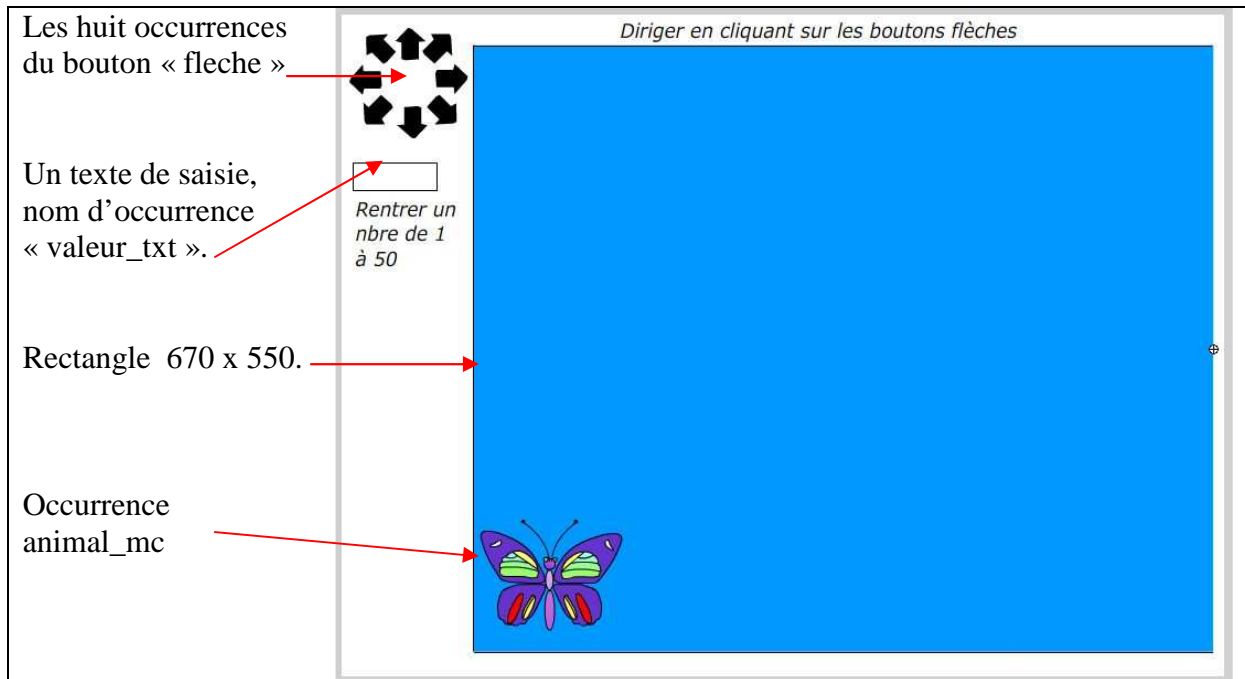 Les huit occurrences
du bouton « fleche »
Un texte de saisie,
nom d’occurrence
« valeur_txt ».
Rectangle  670 x 550.
Occurrence
animal_mc
Diriger en cliquant sur les boutons flèches
Rentrer un
nbre de 1
à 50